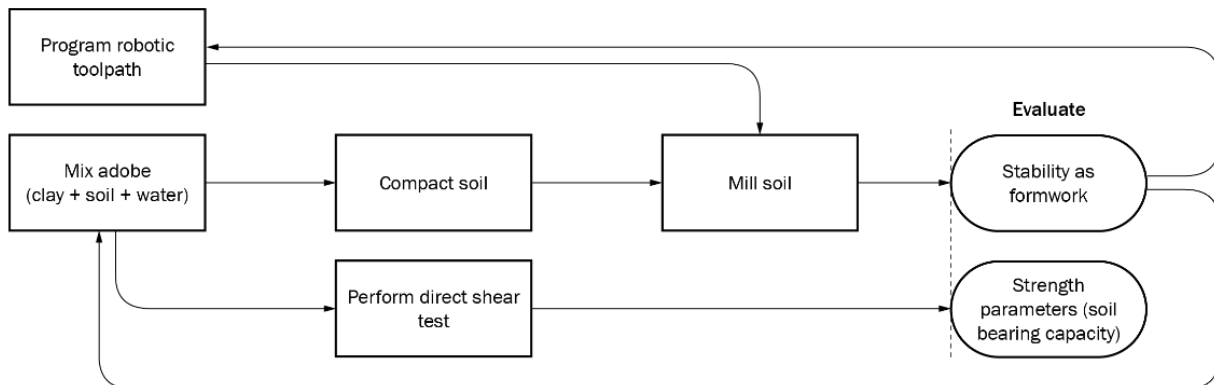 Program robotic
toolpath
Evaluate
Mix adobe
(clay + soil + water)
Compact soil
Mill soil
Stability as
formwork
Perform direct shear
test
Strength
parameters (soil
bearing capacity)